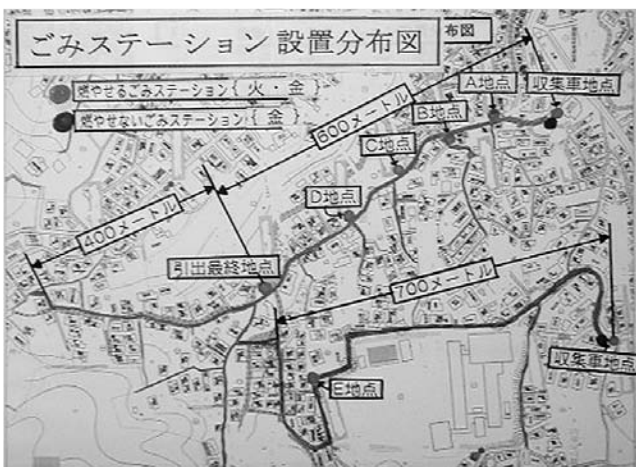 ごみステーション設置分布図
布図
燃やせるごみステーション{ 火・金 }
燃やせないごみステーション{ 金 }
600メートル
A地点
収集車地点
B地点
C地点
D地点
400メートル
引出最終地点
700メートル
収集車地点
E地点